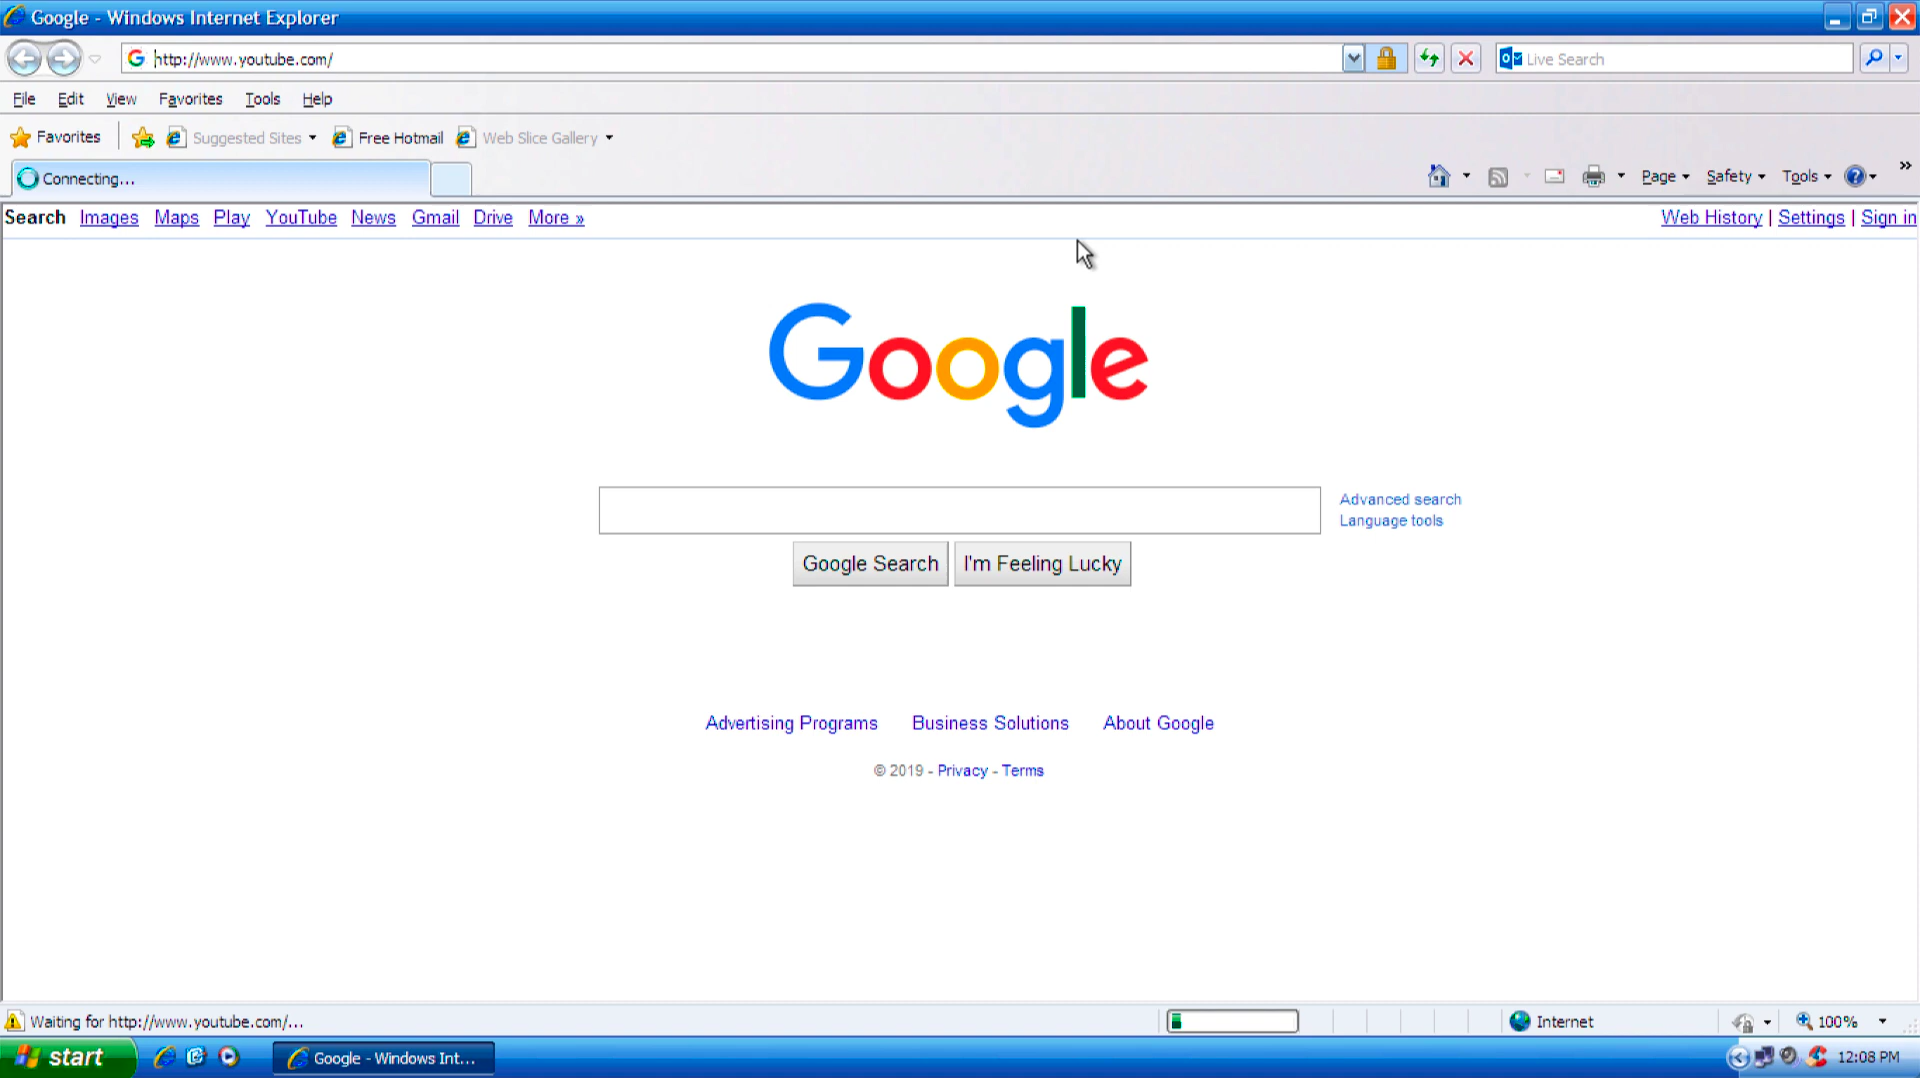 Google - Windows Internet Explorer
http://www.youtube.com/
Live Search
File Edit View Favorites Tools Help
Favorites Suggested Sites Free Hotmail Web Slice Gallery
Connecting...
Page Safety Tools »
Search Images Maps Play YouTube News Gmail Drive More »
Web History | Settings | Sign in
Google
Advanced search
Language tools
Google Search I'm Feeling Lucky
Advertising Programs Business Solutions About Google
© 2019 - Privacy - Terms
Waiting for http://www.youtube.com/...
Internet
100%
start
Google - Windows Int...
12:08 PM